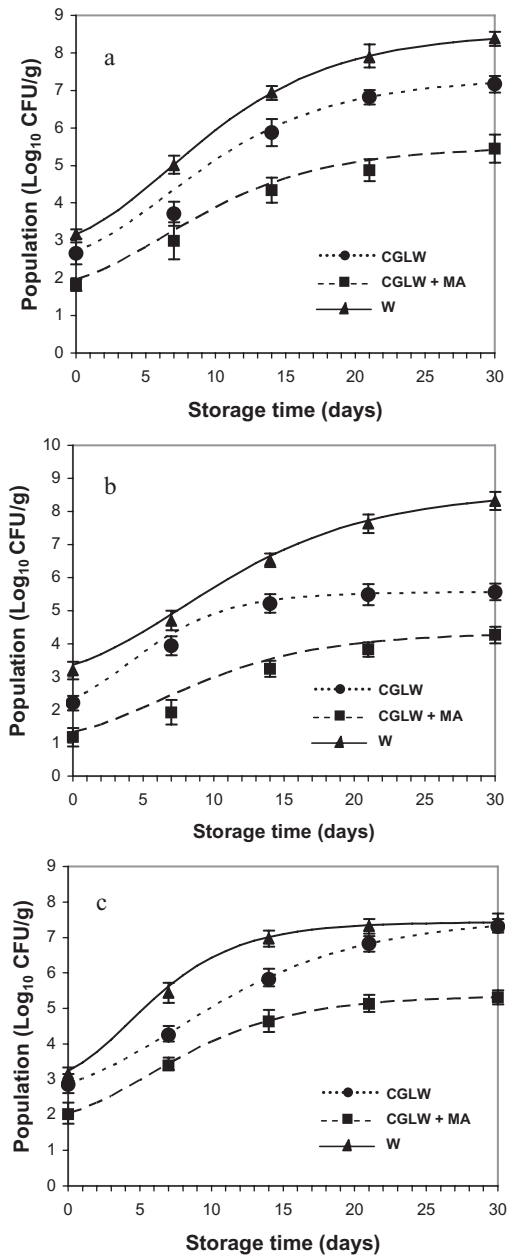 9
a
8
7
6
5
4
3
2
1
0
Population (Log10 CFU/g)
CGLW
CGLW + MA
W
0 5 10 15 20 25 30
Storage time (days)
10
b
9
8
7
6
5
4
3
2
1
0
Population (Log10 CFU/g)
CGLW
CGLW + MA
W
0 5 10 15 20 25 30
Storage time (days)
9
c
8
7
6
5
4
3
2
1
0
Population (Log10 CFU/g)
CGLW
CGLW + MA
W
0 5 10 15 20 25 30
Storage time (days)